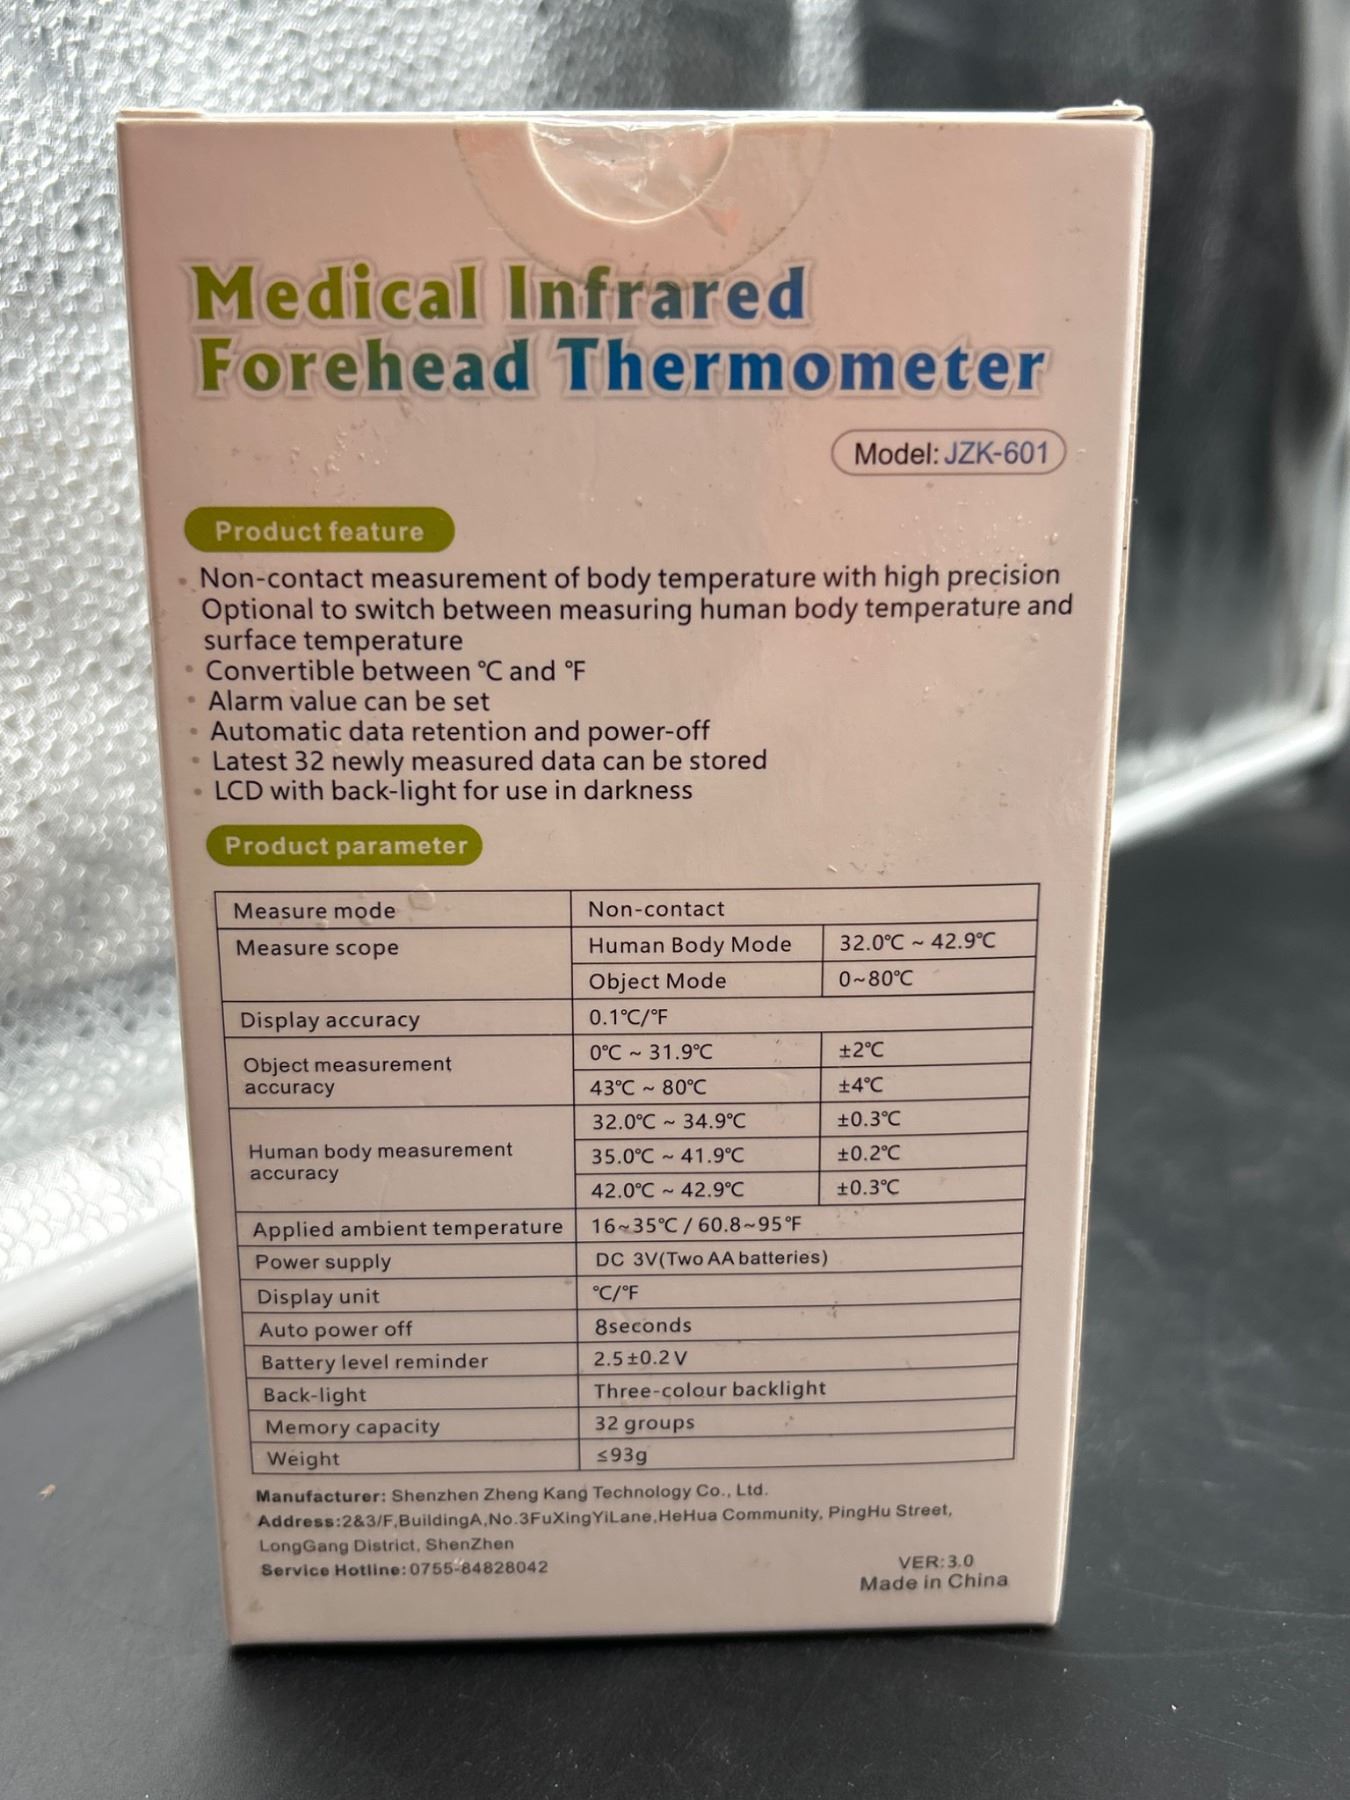 Medical Infrared
Forehead Thermometer
Model: JZK-601
Product feature
• Non-contact measurement of body temperature with high precision
Optional to switch between measuring human body temperature and
surface temperature
• Convertible between ℃ and ℉
• Alarm value can be set
• Automatic data retention and power-off
• Latest 32 newly measured data can be stored
• LCD with back-light for use in darkness
Product parameter
Measure mode Non-contact
Measure scope Human Body Mode 32.0℃ ~ 42.9℃
Object Mode 0~80℃
Display accuracy 0.1℃/℉
Object measurement accuracy 0℃ ~ 31.9℃ ±2℃
43℃ ~ 80℃ ±4℃
Human body measurement accuracy 32.0℃ ~ 34.9℃ ±0.3℃
35.0℃ ~ 41.9℃ ±0.2℃
42.0℃ ~ 42.9℃ ±0.3℃
Applied ambient temperature 16~35℃ / 60.8~95℉
Power supply DC 3V(Two AA batteries)
Display unit ℃/℉
Auto power off 8seconds
Battery level reminder 2.5±0.2V
Back-light Three-colour backlight
Memory capacity 32 groups
Weight ≤93g
Manufacturer: Shenzhen Zheng Kang Technology Co., Ltd.
Address:2&3/F,BuildingA,No.3FuXingYiLane,HeHua Community, PingHu Street,
LongGang District, ShenZhen
Service Hotline:0755-84828042
VER:3.0
Made in China